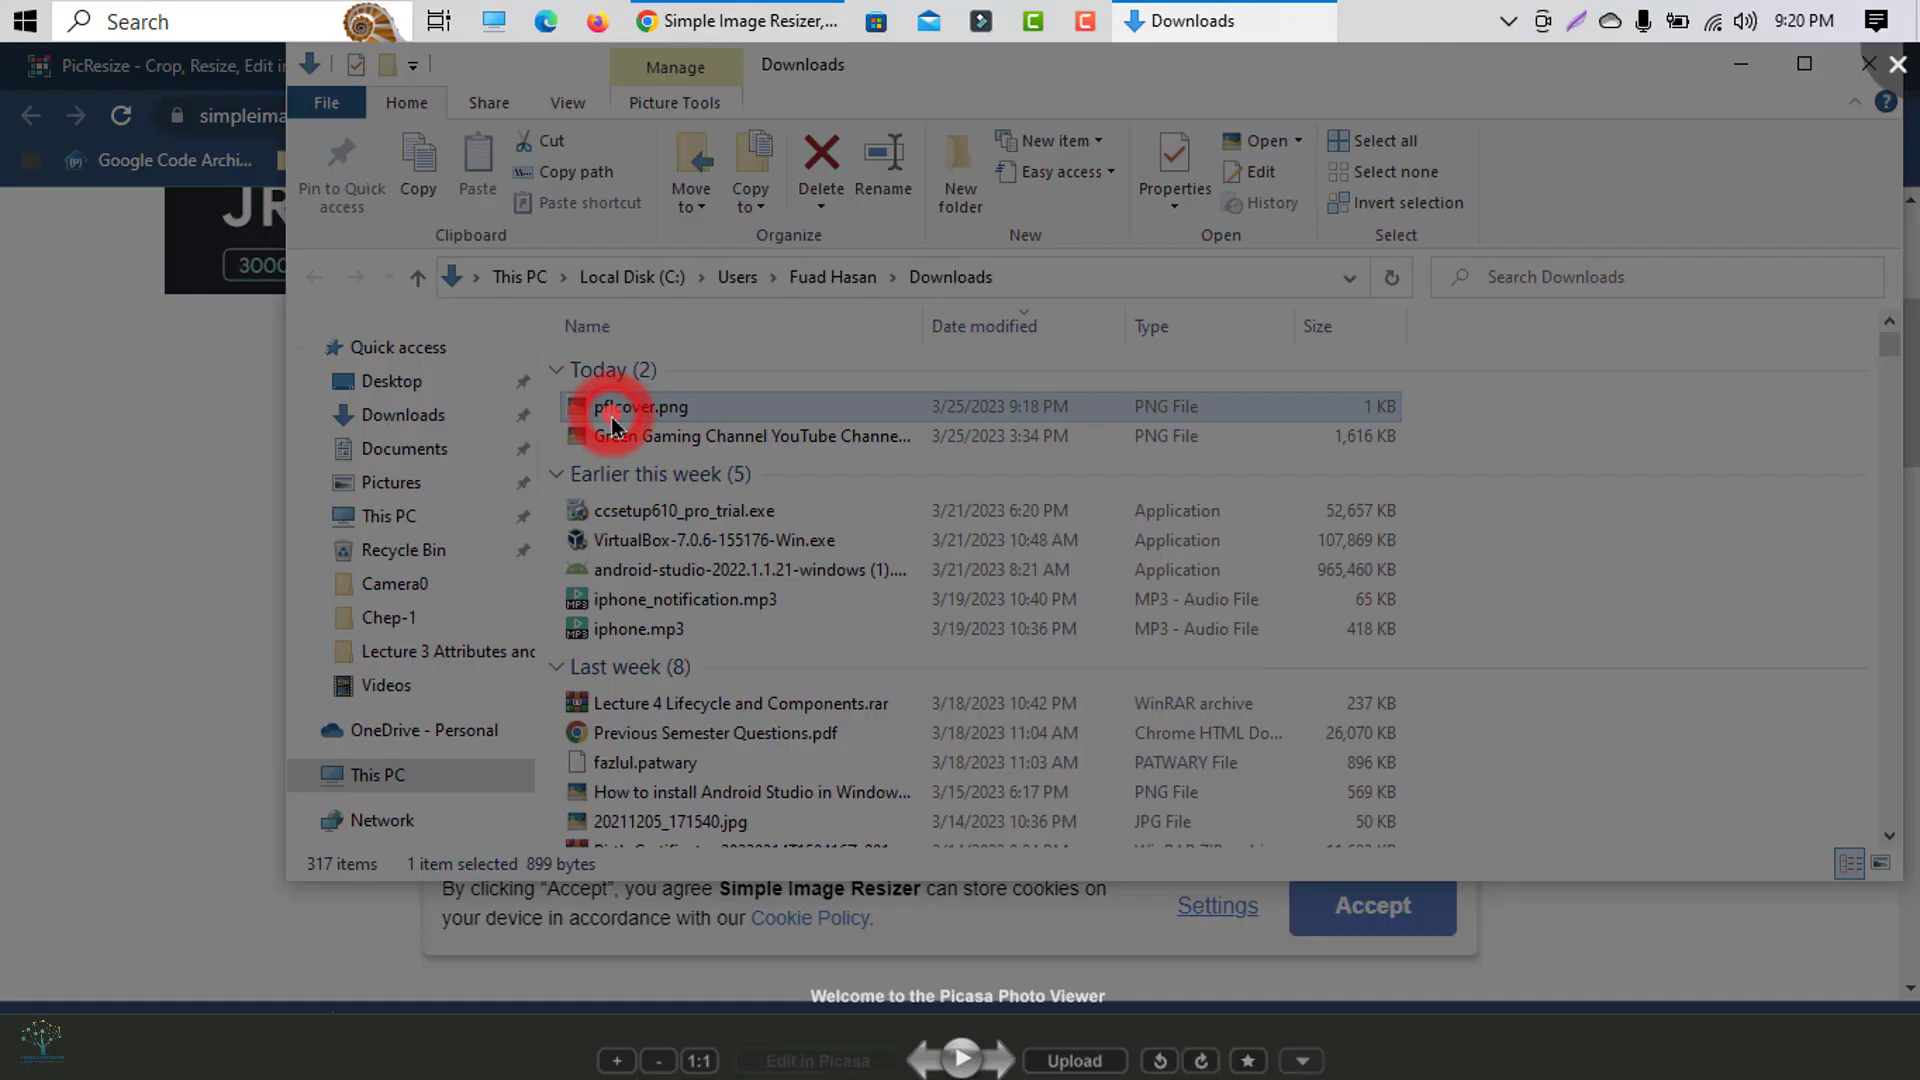 Search
Simple Image Resizer,...
Downloads
9:20 PM
PicResize - Crop, Resize, Edit in
Manage
Downloads
File
Home
Share
View
Picture Tools
simpleima
Google Code Archi...
Pin to Quick access
Copy
Paste
Cut
Copy path
Paste shortcut
Move to
Copy to
Delete
Rename
New folder
New item
Easy access
Properties
Open
Edit
History
Select all
Select none
Invert selection
Clipboard
Organize
New
Open
Select
JR
3000
This PC > Local Disk (C:) > Users > Fuad Hasan > Downloads
Search Downloads
Name
Date modified
Type
Size
Quick access
Desktop
Downloads
Documents
Pictures
This PC
Recycle Bin
Camera0
Chep-1
Lecture 3 Attributes and
Videos
OneDrive - Personal
This PC
Network
Today (2)
pflcover.png 3/25/2023 9:18 PM PNG File 1 KB
Green Gaming Channel YouTube Channe... 3/25/2023 3:34 PM PNG File 1,616 KB
Earlier this week (5)
ccsetup610_pro_trial.exe 3/21/2023 6:20 PM Application 52,657 KB
VirtualBox-7.0.6-155176-Win.exe 3/21/2023 10:48 AM Application 107,869 KB
android-studio-2022.1.1.21-windows (1).... 3/21/2023 8:21 AM Application 965,460 KB
iphone_notification.mp3 3/19/2023 10:40 PM MP3 - Audio File 65 KB
iphone.mp3 3/19/2023 10:36 PM MP3 - Audio File 418 KB
Last week (8)
Lecture 4 Lifecycle and Components.rar 3/18/2023 10:42 PM WinRAR archive 237 KB
Previous Semester Questions.pdf 3/18/2023 11:04 AM Chrome HTML Do... 26,070 KB
fazlul.patwary 3/18/2023 11:03 AM PATWARY File 896 KB
How to install Android Studio in Window... 3/15/2023 6:17 PM PNG File 569 KB
20211205_171540.jpg 3/14/2023 10:36 PM JPG File 50 KB
317 items 1 item selected 899 bytes
By clicking “Accept”, you agree Simple Image Resizer can store cookies on
your device in accordance with our Cookie Policy.
Settings
Accept
Welcome to the Picasa Photo Viewer
1:1
Edit in Picasa
Upload